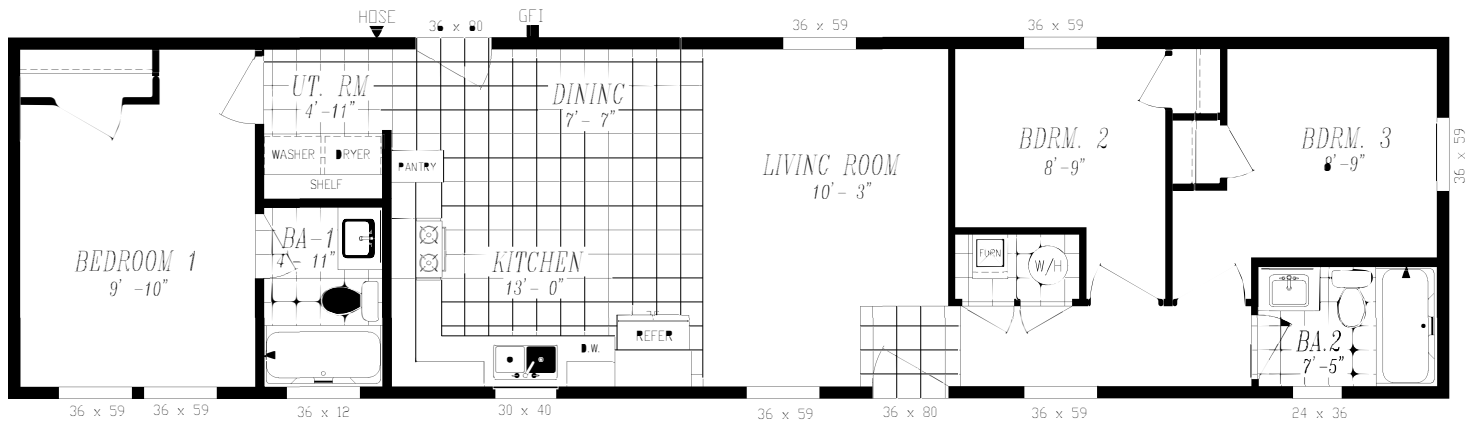 HOSE
36 x 80
GFI
36 x 59
36 x 59
UT. RM
4'-11"
DINING
7'- 7"
WASHER
DRYER
PANTRY
SHELF
LIVING ROOM
10'- 3"
BDRM. 2
8'-9"
BDRM. 3
8'-9"
36 x 59
BEDROOM 1
9' -10"
BA-1
4'- 11"
KITCHEN
13'- 0"
FURN
W/H
REFER
D.W.
BA.2
7'-5"
36 x 59
36 x 59
36 x 12
30 x 40
36 x 59
36 x 80
36 x 59
24 x 36